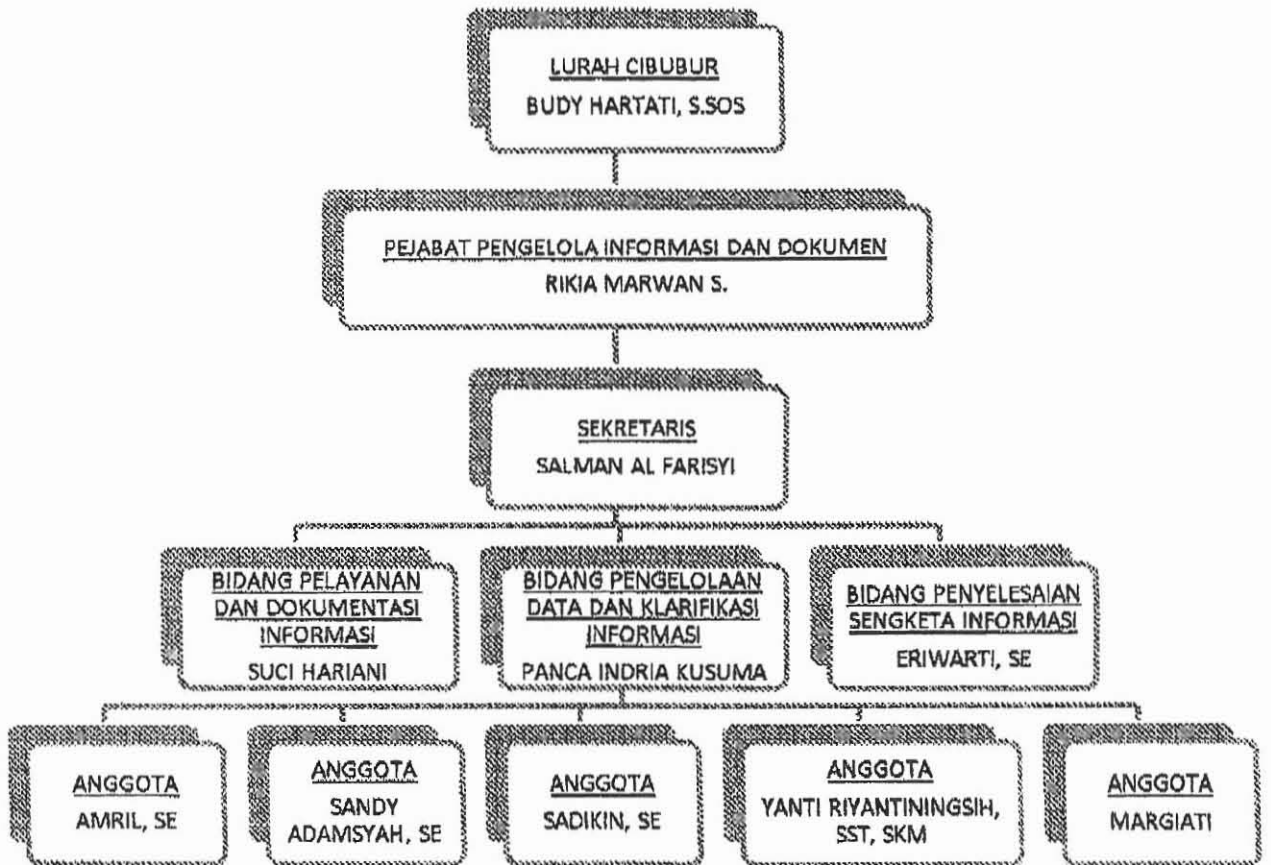 LURAH CIBUBUR
BUDY HARTATI, S.SOS
PEJABAT PENGELOLA INFORMASI DAN DOKUMEN
RIKIA MARWAN S.
SEKRETARIS
SALMAN AL FARISYI
BIDANG PELAYANAN
DAN DOKUMENTASI
INFORMASI
SUCI HARIANI
BIDANG PENGELOLAAN
DATA DAN KLARIFIKASI
INFORMASI
PANCA INDRIA KUSUMA
BIDANG PENYELESAIAN
SENGKETA INFORMASI
ERIWARTI, SE
ANGGOTA
AMRIL, SE
ANGGOTA
SANDY
ADAMSYAH, SE
ANGGOTA
SADIKIN, SE
ANGGOTA
YANTI RIYANTININGSIH,
SST, SKM
ANGGOTA
MARGIATI